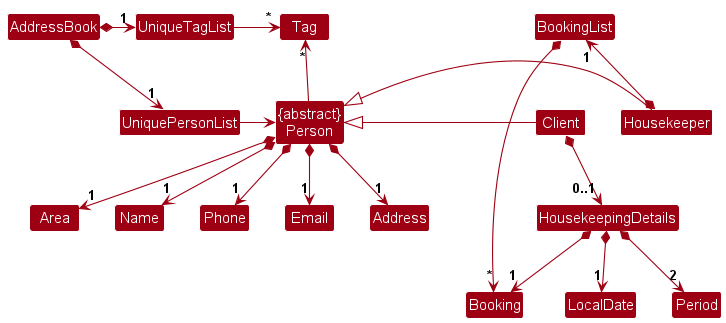 AddressBook
1
UniqueTagList
*
Tag
BookingList
*
1
1
UniquePersonList
{abstract}
Person
Client
Housekeeper
1
1
1
1
1
0..1
Area
Name
Phone
Email
Address
HousekeepingDetails
*
1
1
2
Booking
LocalDate
Period